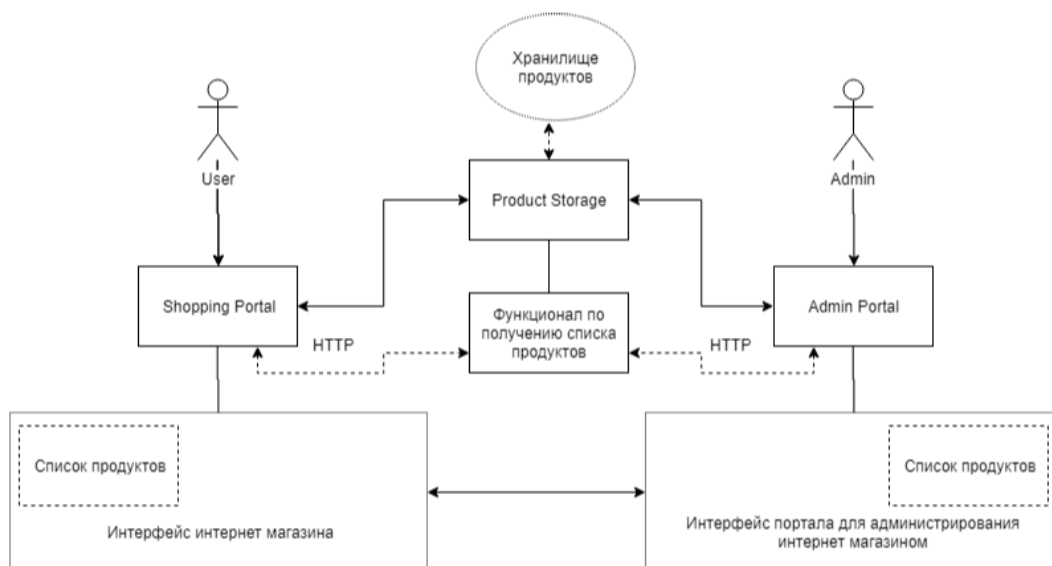 Хранилище
продуктов
User
Admin
Product Storage
Shopping Portal
Admin Portal
Функционал по
получению списка
продуктов
HTTP
HTTP
Список продуктов
Список продуктов
Интерфейс интернет магазина
Интерфейс портала для администрирования
интернет магазином